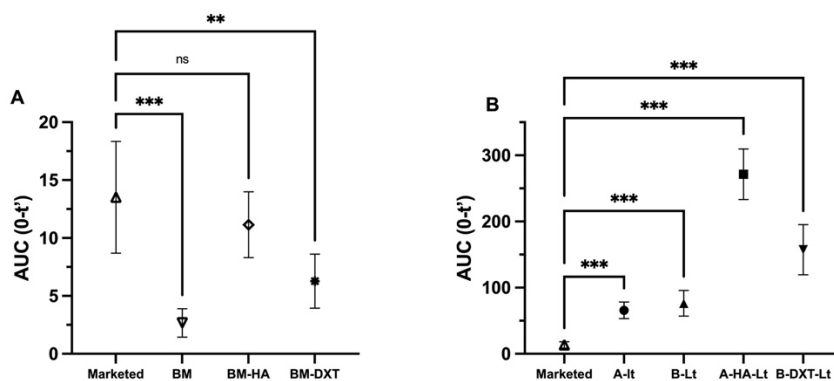 A
**
ns
***
AUC (0-t')
20
15
10
5
0
Marketed BM BM-HA BM-DXT
B
***
***
***
***
AUC (0-t')
300
200
100
0
Marketed A-lt B-Lt A-HA-Lt B-DXT-Lt